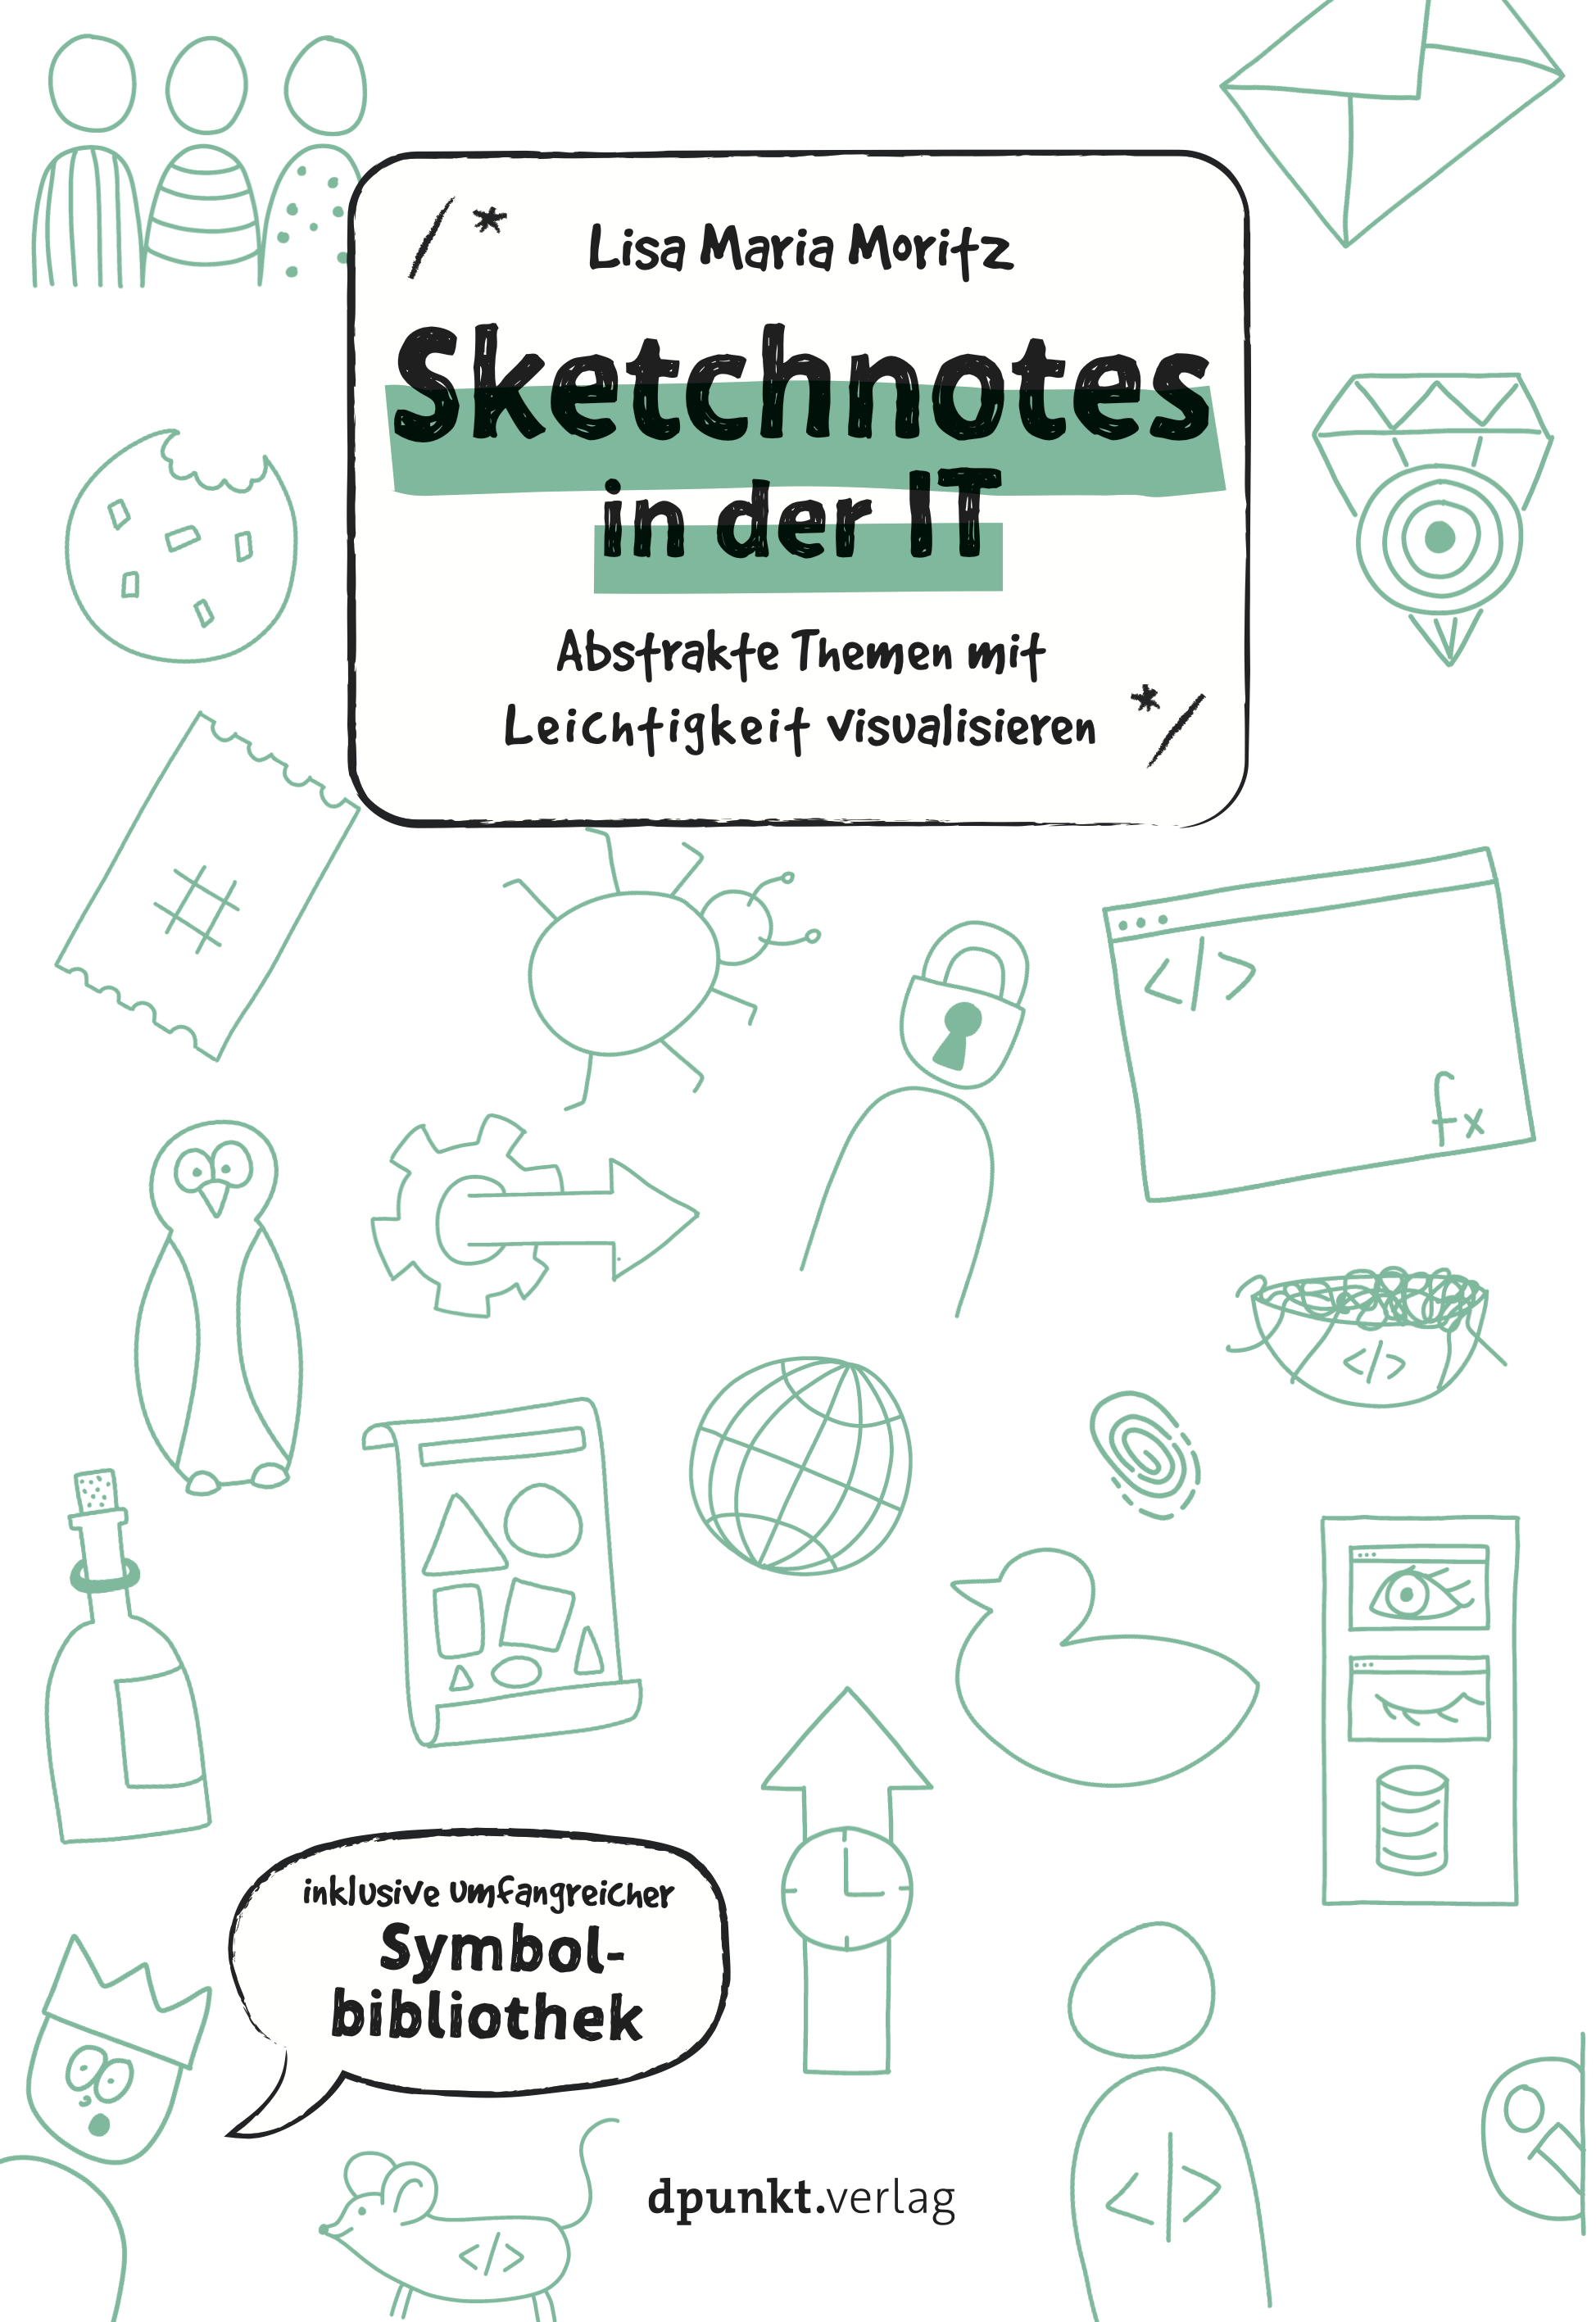 /*
Lisa Maria Moritz
Sketchnotes
in der IT
Abstrakte Themen mit
Leichtigkeit visualisieren
*/
</>
fx
</>
inklusive umfangreicher
Symbol-
bibliothek
</>
</>
dpunkt.verlag